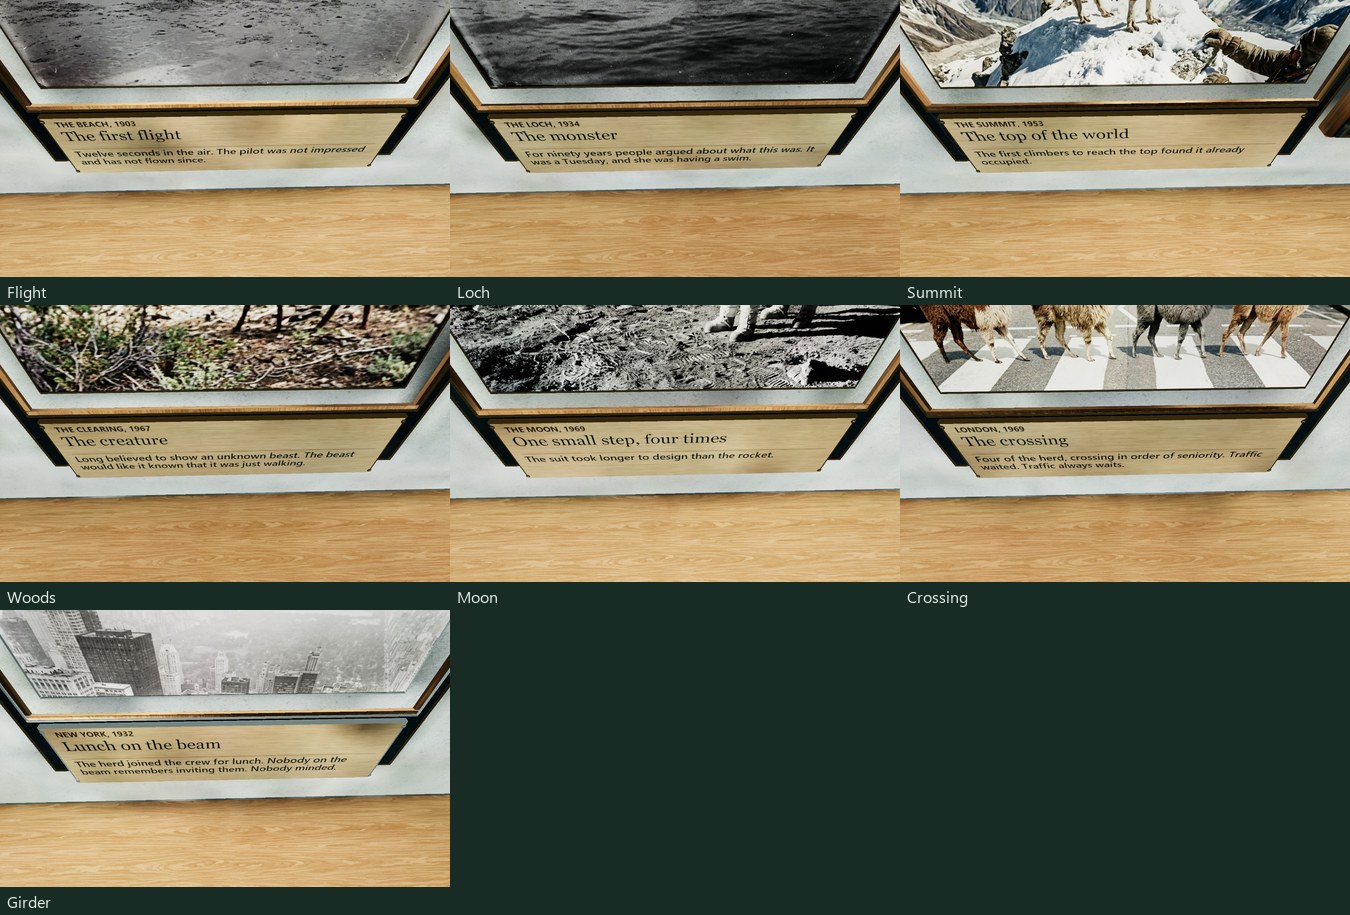 THE BEACH, 1903
The first flight
Twelve seconds in the air. The pilot was not impressed
and has not flown since.
Flight
THE LOCH, 1934
The monster
For ninety years people argued about what this was. It
was a Tuesday, and she was having a swim.
Loch
THE SUMMIT, 1953
The top of the world
The first climbers to reach the top found it already
occupied.
Summit
THE CLEARING, 1967
The creature
Long believed to show an unknown beast. The beast
would like it known that it was just walking.
Woods
THE MOON, 1969
One small step, four times
The suit took longer to design than the rocket.
Moon
LONDON, 1969
The crossing
Four of the herd, crossing in order of seniority. Traffic
waited. Traffic always waits.
Crossing
NEW YORK, 1932
Lunch on the beam
The herd joined the crew for lunch. Nobody on the
beam remembers inviting them. Nobody minded.
Girder